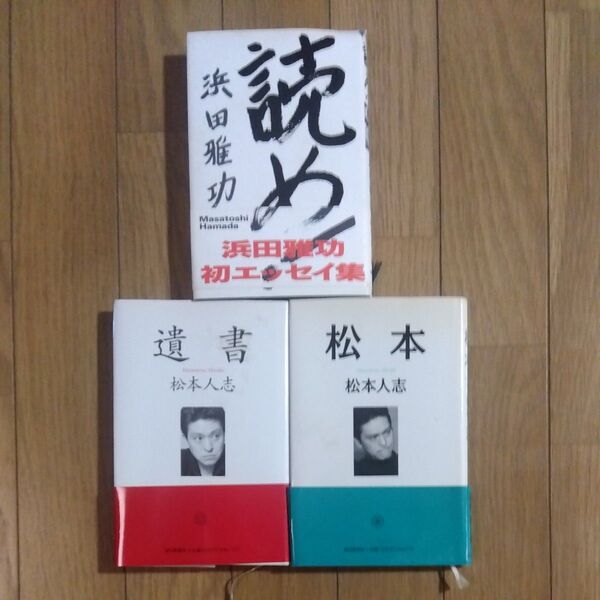 読め!
浜田雅功
Masatoshi
Hamada
浜田雅功
初エッセイ集
遺書
松本人志
松本
松本人志